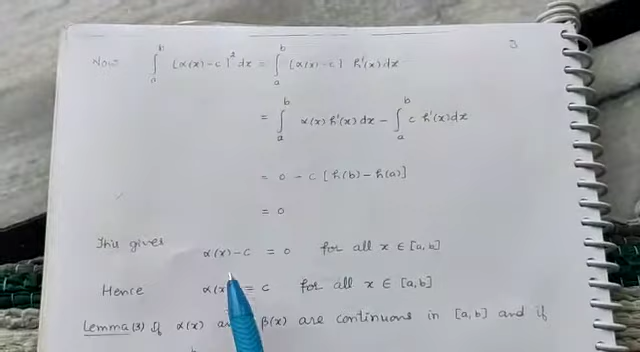 3
Now ∫ₐᵇ [α(x) - c]² dx = ∫ₐᵇ [α(x) - c] h'(x) dx
= ∫ₐᵇ α(x) h'(x) dx - ∫ₐᵇ c h'(x) dx
= 0 - c [h(b) - h(a)]
= 0
This gives α(x) - c = 0 for all x ∈ [a, b]
Hence α(x) = c for all x ∈ [a, b]
Lemma (3) If α(x) and β(x) are continuous in [a, b] and if
b